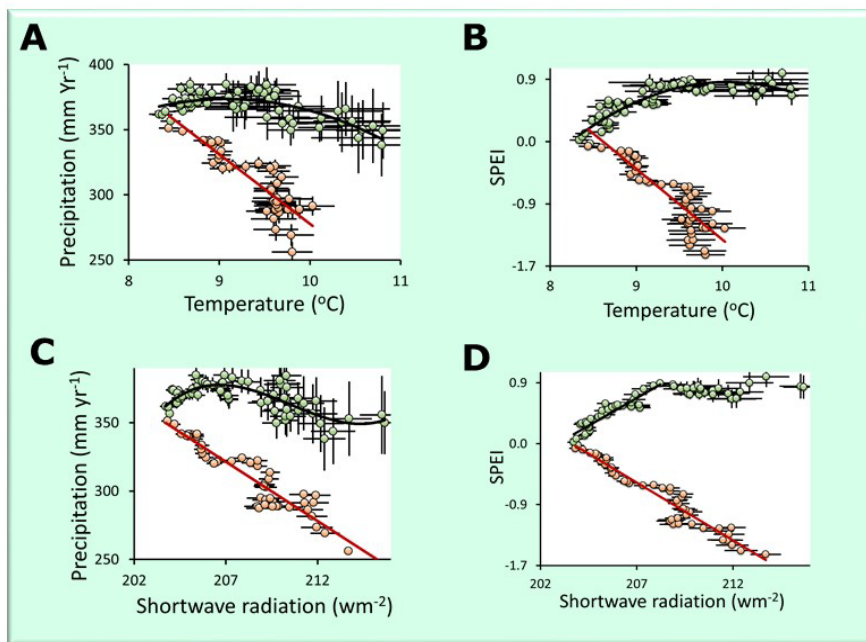 A
Precipitation (mm Yr-1)
400
350
300
250
8
9
10
11
Temperature (oC)
B
SPEI
0.9
0.0
-0.9
-1.7
8
9
10
11
Temperature (oC)
C
Precipitation (mm yr-1)
350
300
250
202
207
212
Shortwave radiation (wm-2)
D
SPEI
0.9
0.0
-0.9
-1.7
202
207
212
Shortwave radiation (wm-2)